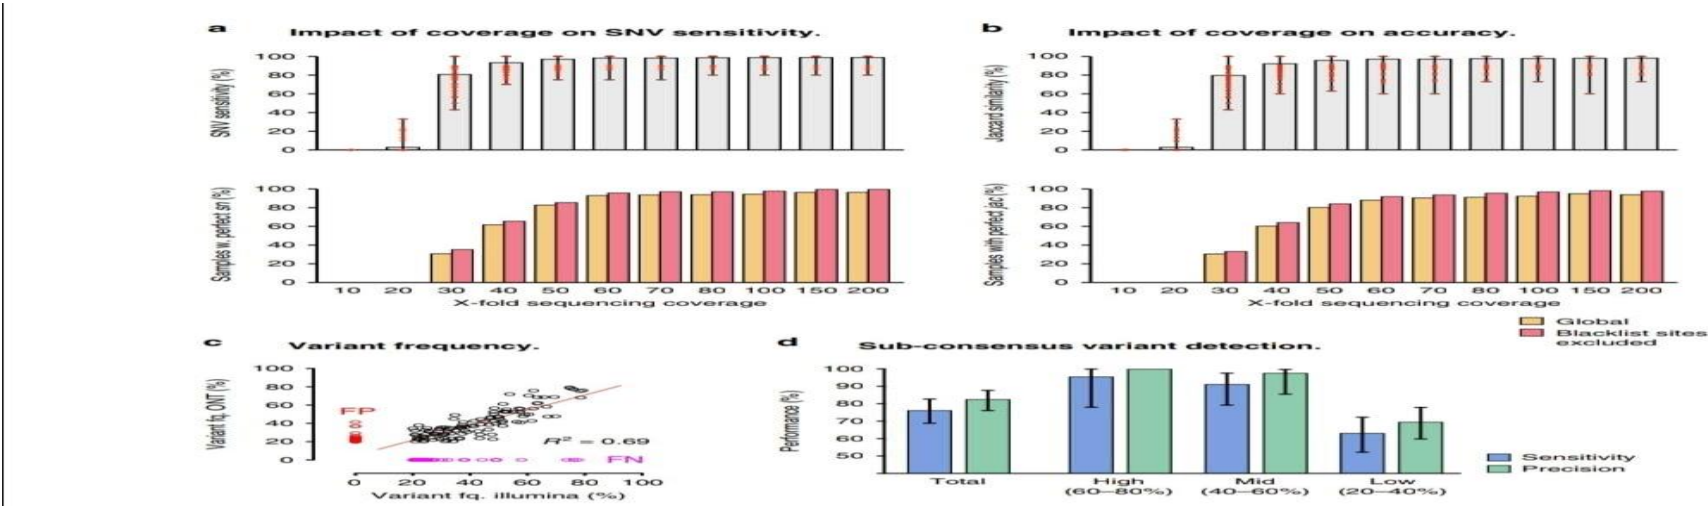 a Impact of coverage on SNV sensitivity.
SNV sensitivity (%)
100
80
60
40
20
0
Samples w. perfect sn (%)
100
80
60
40
20
0
10 20 30 40 50 60 70 80 100 150 200
X-fold sequencing coverage
b Impact of coverage on accuracy.
Jaccard similarity (%)
100
80
60
40
20
0
Samples with perfect jac (%)
100
80
60
40
20
0
10 20 30 40 50 60 70 80 100 150 200
X-fold sequencing coverage
Global
Blacklist sites
excluded
c Variant frequency.
Variant fq. ONT (%)
100
80
60
40
20
0
FP
R² = 0.69
FN
0 20 40 60 80 100
Variant fq. illumina (%)
d Sub-consensus variant detection.
Performance (%)
100
90
80
70
60
50
Total High Mid Low
(60–80%) (40–60%) (20–40%)
Sensitivity
Precision